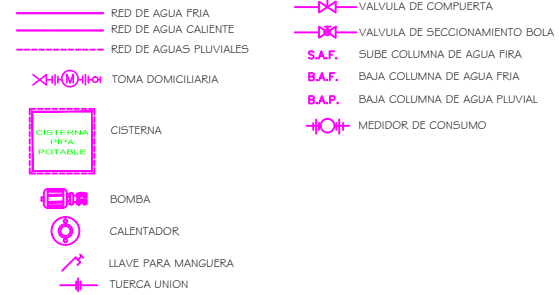 RED DE AGUA FRIA
RED DE AGUA CALIENTE
RED DE AGUAS PLUVIALES
M
TOMA DOMICILIARIA
CISTERNA
PIPA
POTABLE
CISTERNA
BOMBA
CALENTADOR
LLAVE PARA MANGUERA
TUERCA UNION
VALVULA DE COMPUERTA
VALVULA DE SECCIONAMIENTO BOLA
S.A.F. SUBE COLUMNA DE AGUA FIRA
B.A.F. BAJA COLUMNA DE AGUA FRIA
B.A.P. BAJA COLUMNA DE AGUA PLUVIAL
MEDIDOR DE CONSUMO